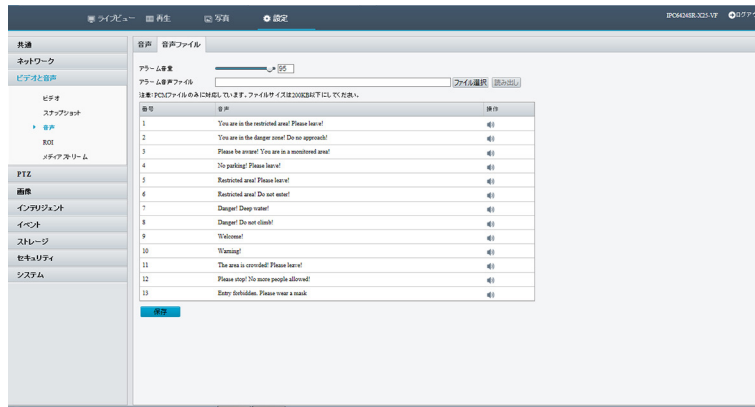 ライブビュー 再生 写真 設定 IPC6424SR-X25-VF ログアウ
共通
ネットワーク
ビデオと音声
ビデオ
スナップショット
音声
ROI
メディアストリーム
PTZ
画像
インテリジェント
イベント
ストレージ
セキュリティ
システム
音声 音声ファイル
アラーム音量 95
アラーム音声ファイル ファイル選択 読み出し
注意:PCMファイルのみに対応しています。ファイルサイズは200KB以下にしてください。
番号 音声 操作
1 You are in the restricted area! Please leave!
2 You are in the danger zone! Do no approach!
3 Please be aware! You are in a monitored area!
4 No parking! Please leave!
5 Restricted area! Please leave!
6 Restricted area! Do not enter!
7 Danger! Deep water!
8 Danger! Do not climb!
9 Welcome!
10 Warning!
11 The area is crowded! Please leave!
12 Please stop! No more people allowed!
13 Entry forbidden. Please wear a mask
保存